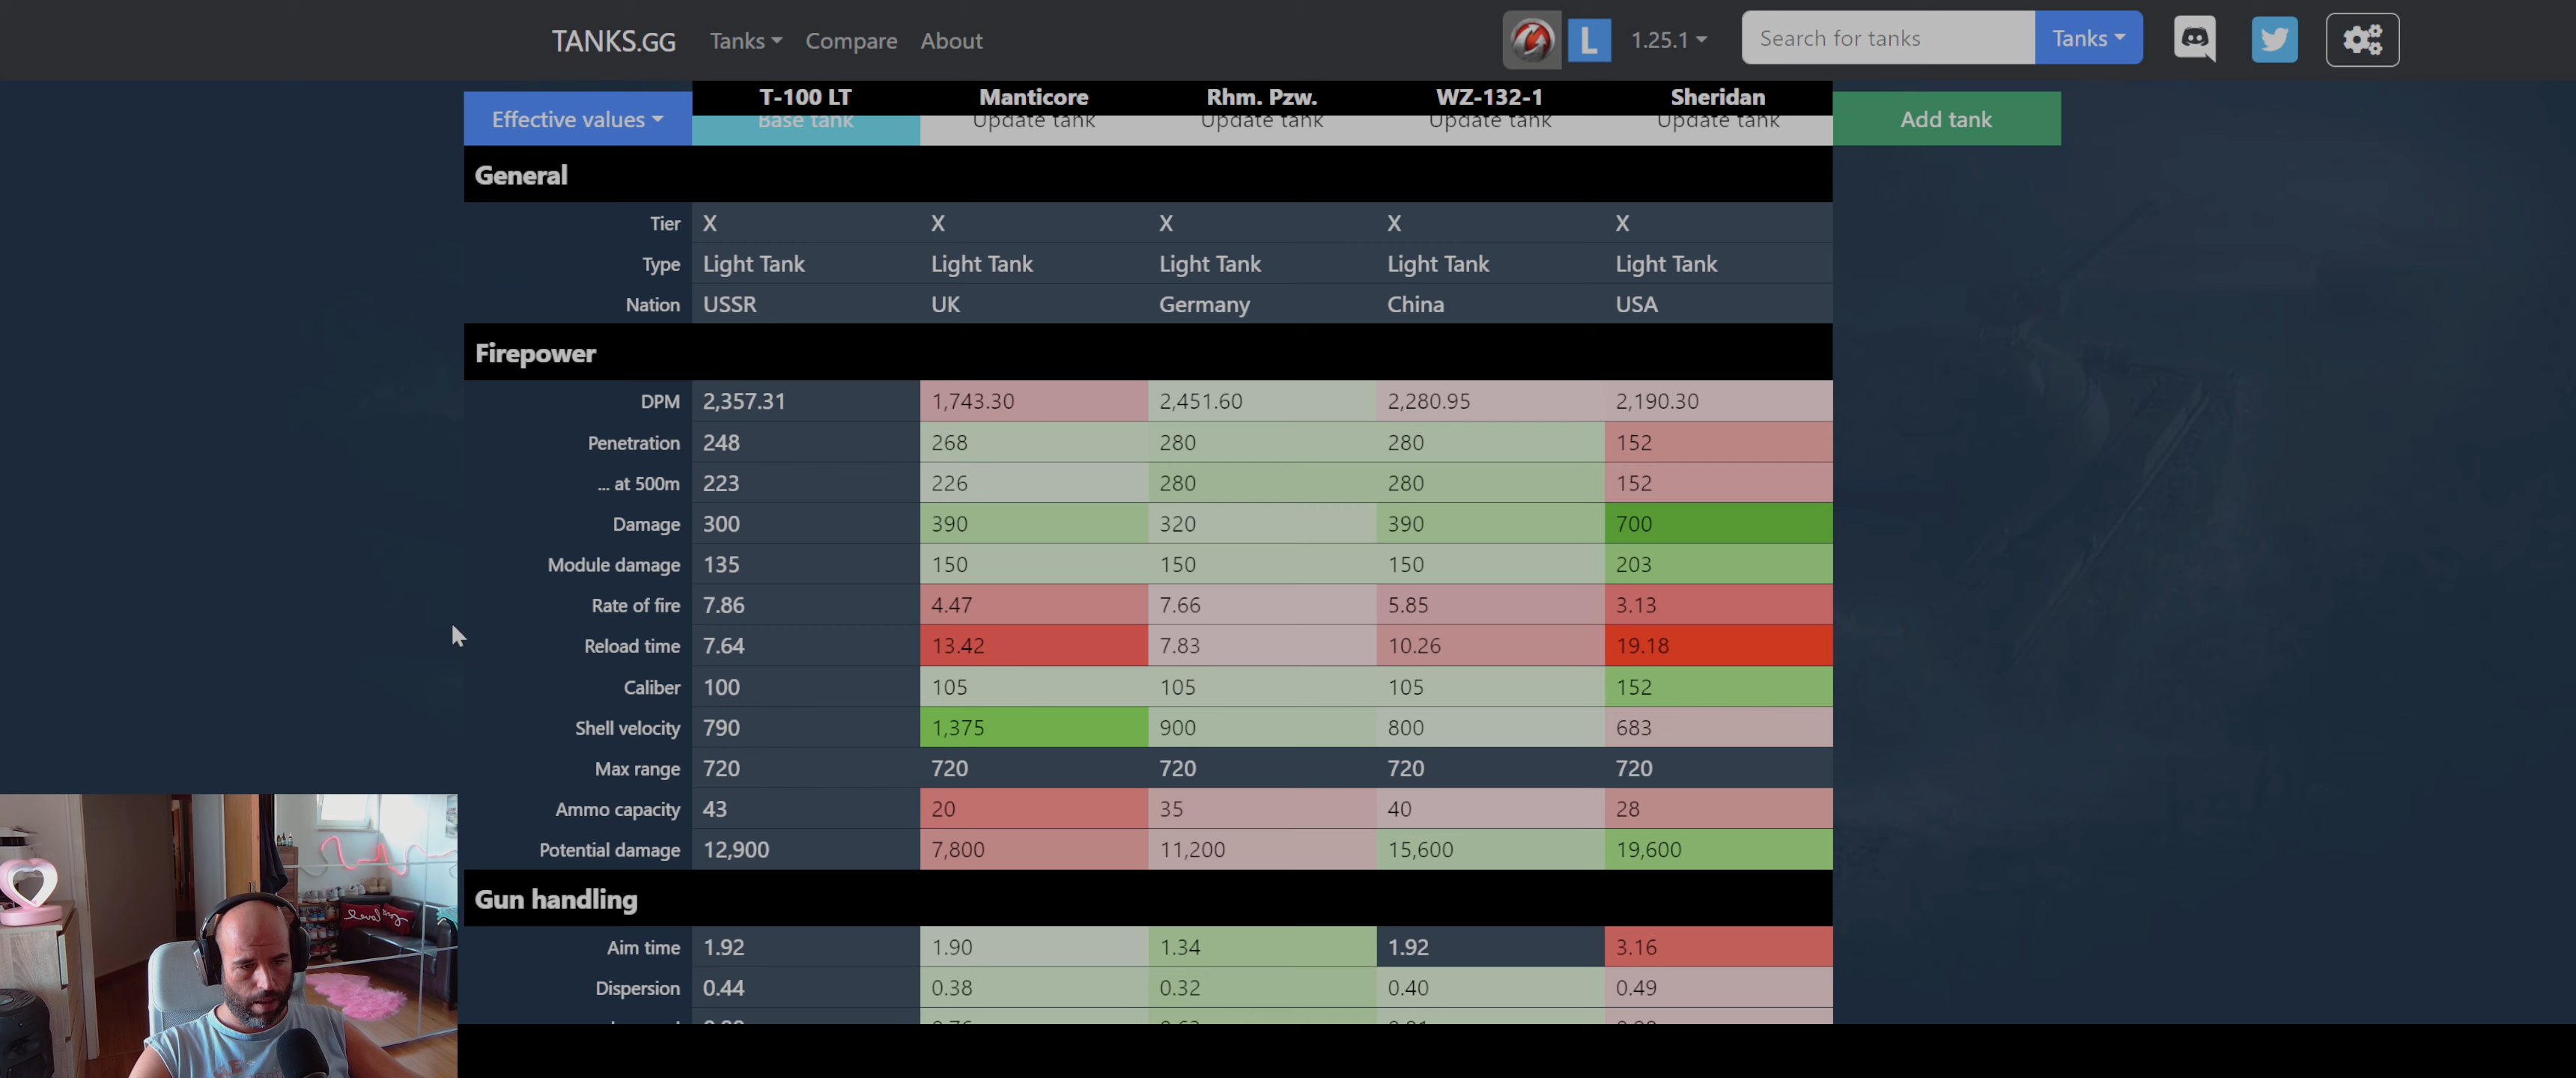 TANKS.GG Tanks Compare About L 1.25.1 Search for tanks Tanks
T-100 LT Manticore Rhm. Pzw. WZ-132-1 Sheridan
Effective values Base tank Update tank Update tank Update tank Update tank Add tank
General
Tier X X X X X
Type Light Tank Light Tank Light Tank Light Tank Light Tank
Nation USSR UK Germany China USA
Firepower
DPM 2,357.31 1,743.30 2,451.60 2,280.95 2,190.30
Penetration 248 268 280 280 152
... at 500m 223 226 280 280 152
Damage 300 390 320 390 700
Module damage 135 150 150 150 203
Rate of fire 7.86 4.47 7.66 5.85 3.13
Reload time 7.64 13.42 7.83 10.26 19.18
Caliber 100 105 105 105 152
Shell velocity 790 1,375 900 800 683
Max range 720 720 720 720 720
Ammo capacity 43 20 35 40 28
Potential damage 12,900 7,800 11,200 15,600 19,600
Gun handling
Aim time 1.92 1.90 1.34 1.92 3.16
Dispersion 0.44 0.38 0.32 0.40 0.49